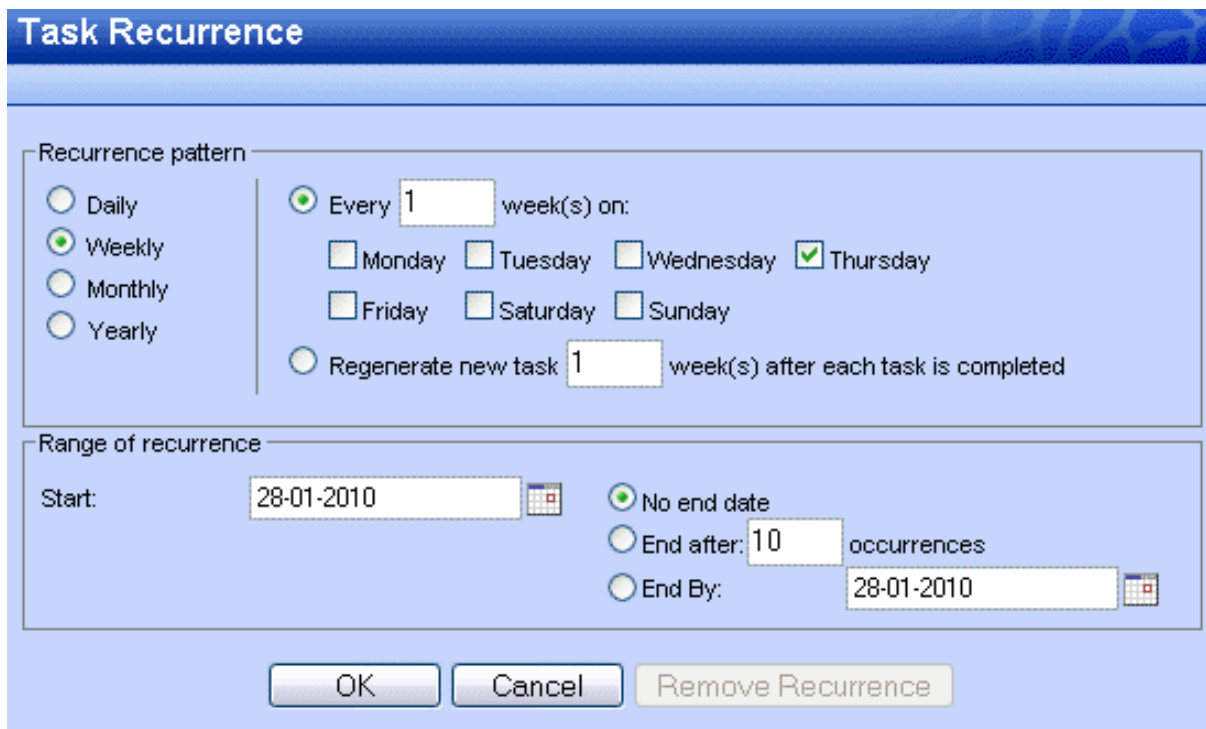 Task Recurrence
Recurrence pattern
Daily
Weekly
Monthly
Yearly
Every 1 week(s) on:
Monday Tuesday Wednesday Thursday
Friday Saturday Sunday
Regenerate new task 1 week(s) after each task is completed
Range of recurrence
Start: 28-01-2010
No end date
End after: 10 occurrences
End By: 28-01-2010
OK Cancel Remove Recurrence